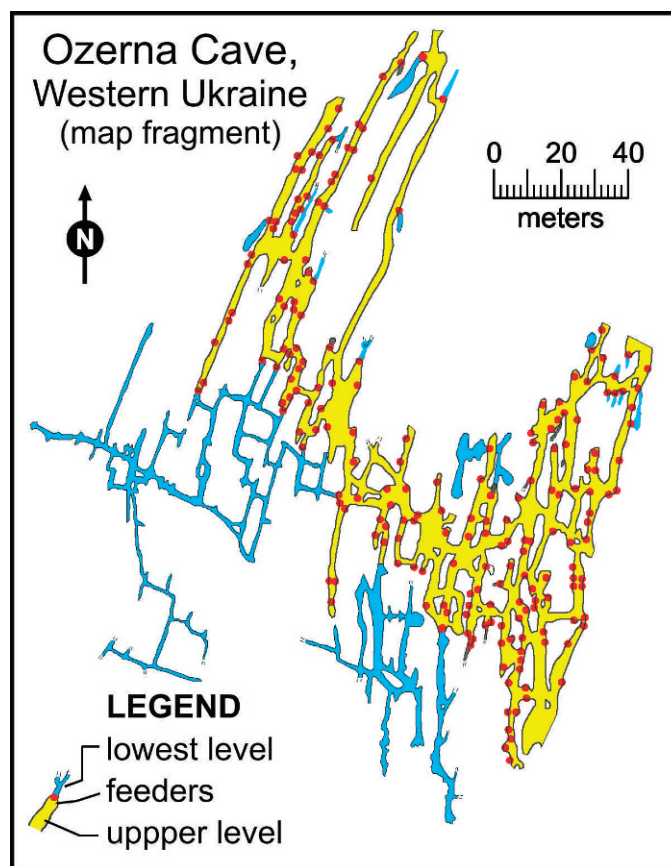 Ozerna Cave,
Western Ukraine
(map fragment)
0 20 40
meters
N
LEGEND
lowest level
feeders
uppper level